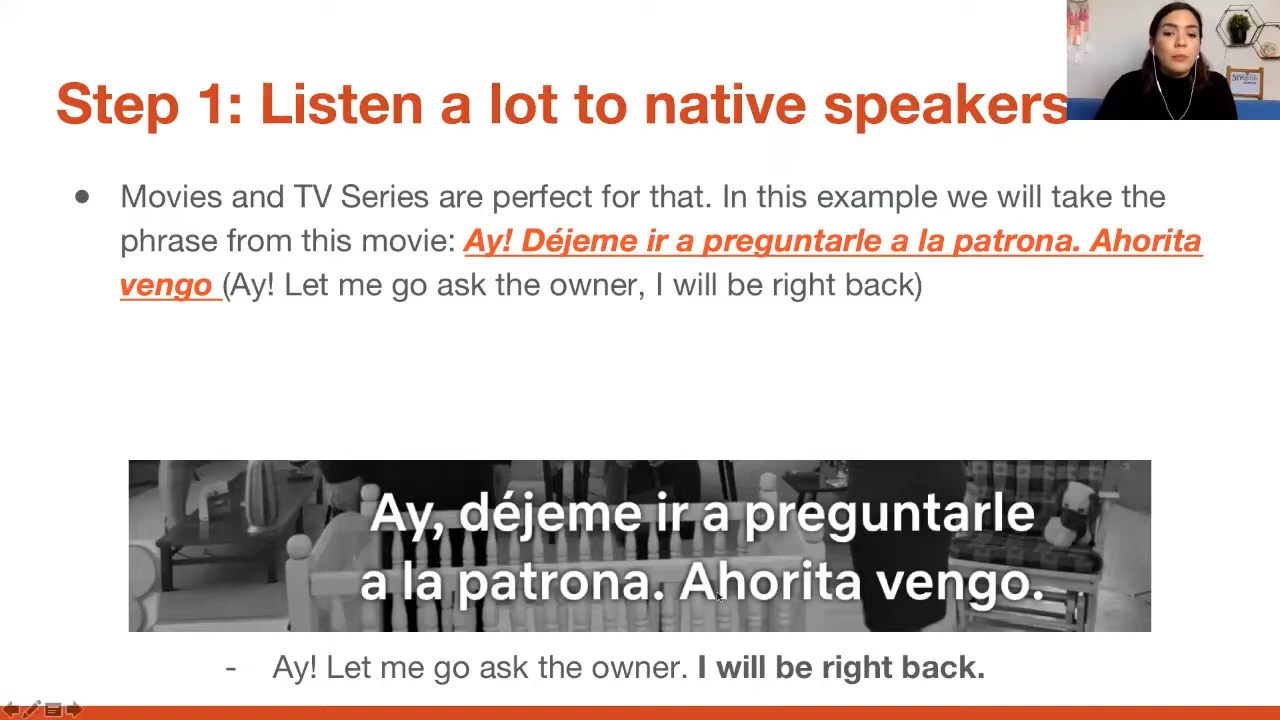 Step 1: Listen a lot to native speakers
Movies and TV Series are perfect for that. In this example we will take the
phrase from this movie: Ay! Déjeme ir a preguntarle a la patrona. Ahorita
vengo (Ay! Let me go ask the owner, I will be right back)
Ay, déjeme ir a preguntarle
a la patrona. Ahorita vengo.
- Ay! Let me go ask the owner. I will be right back.